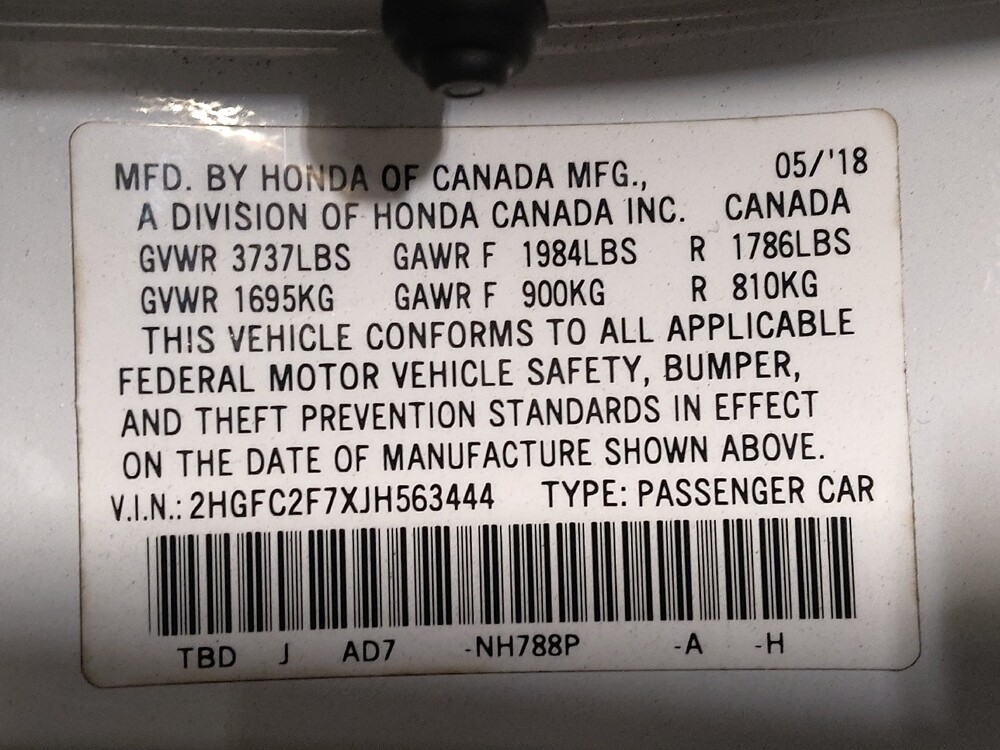 MFD. BY HONDA OF CANADA MFG., 05/'18
A DIVISION OF HONDA CANADA INC. CANADA
GVWR 3737LBS GAWR F 1984LBS R 1786LBS
GVWR 1695KG GAWR F 900KG R 810KG
THIS VEHICLE CONFORMS TO ALL APPLICABLE
FEDERAL MOTOR VEHICLE SAFETY, BUMPER,
AND THEFT PREVENTION STANDARDS IN EFFECT
ON THE DATE OF MANUFACTURE SHOWN ABOVE.
V.I.N.: 2HGFC2F7XJH563444 TYPE: PASSENGER CAR
TBD J AD7 -NH788P -A -H